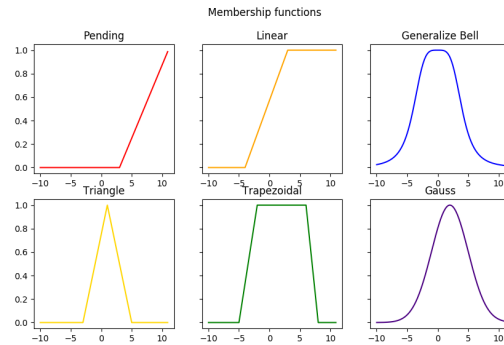 Membership functions
Pending Linear Generalize Bell
1.0
0.8
0.6
0.4
0.2
0.0
−10 −5 0 5 10 −10 −5 0 5 10 −10 −5 0 5 10
Triangle Trapezoidal Gauss
1.0
0.8
0.6
0.4
0.2
0.0
−10 −5 0 5 10 −10 −5 0 5 10 −10 −5 0 5 10